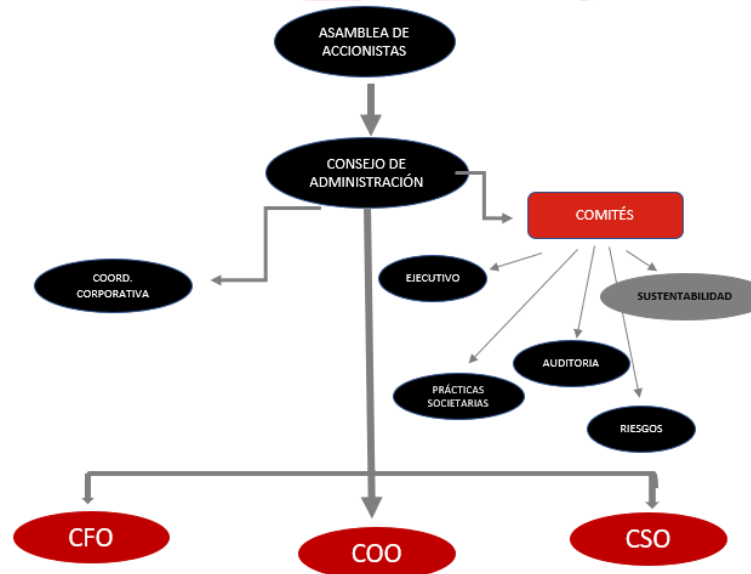 ASAMBLEA DE
ACCIONISTAS
CONSEJO DE
ADMINISTRACIÓN
COMITÉS
COORD.
CORPORATIVA
EJECUTIVO
SUSTENTABILIDAD
AUDITORIA
PRÁCTICAS
SOCIETARIAS
RIESGOS
CFO
COO
CSO